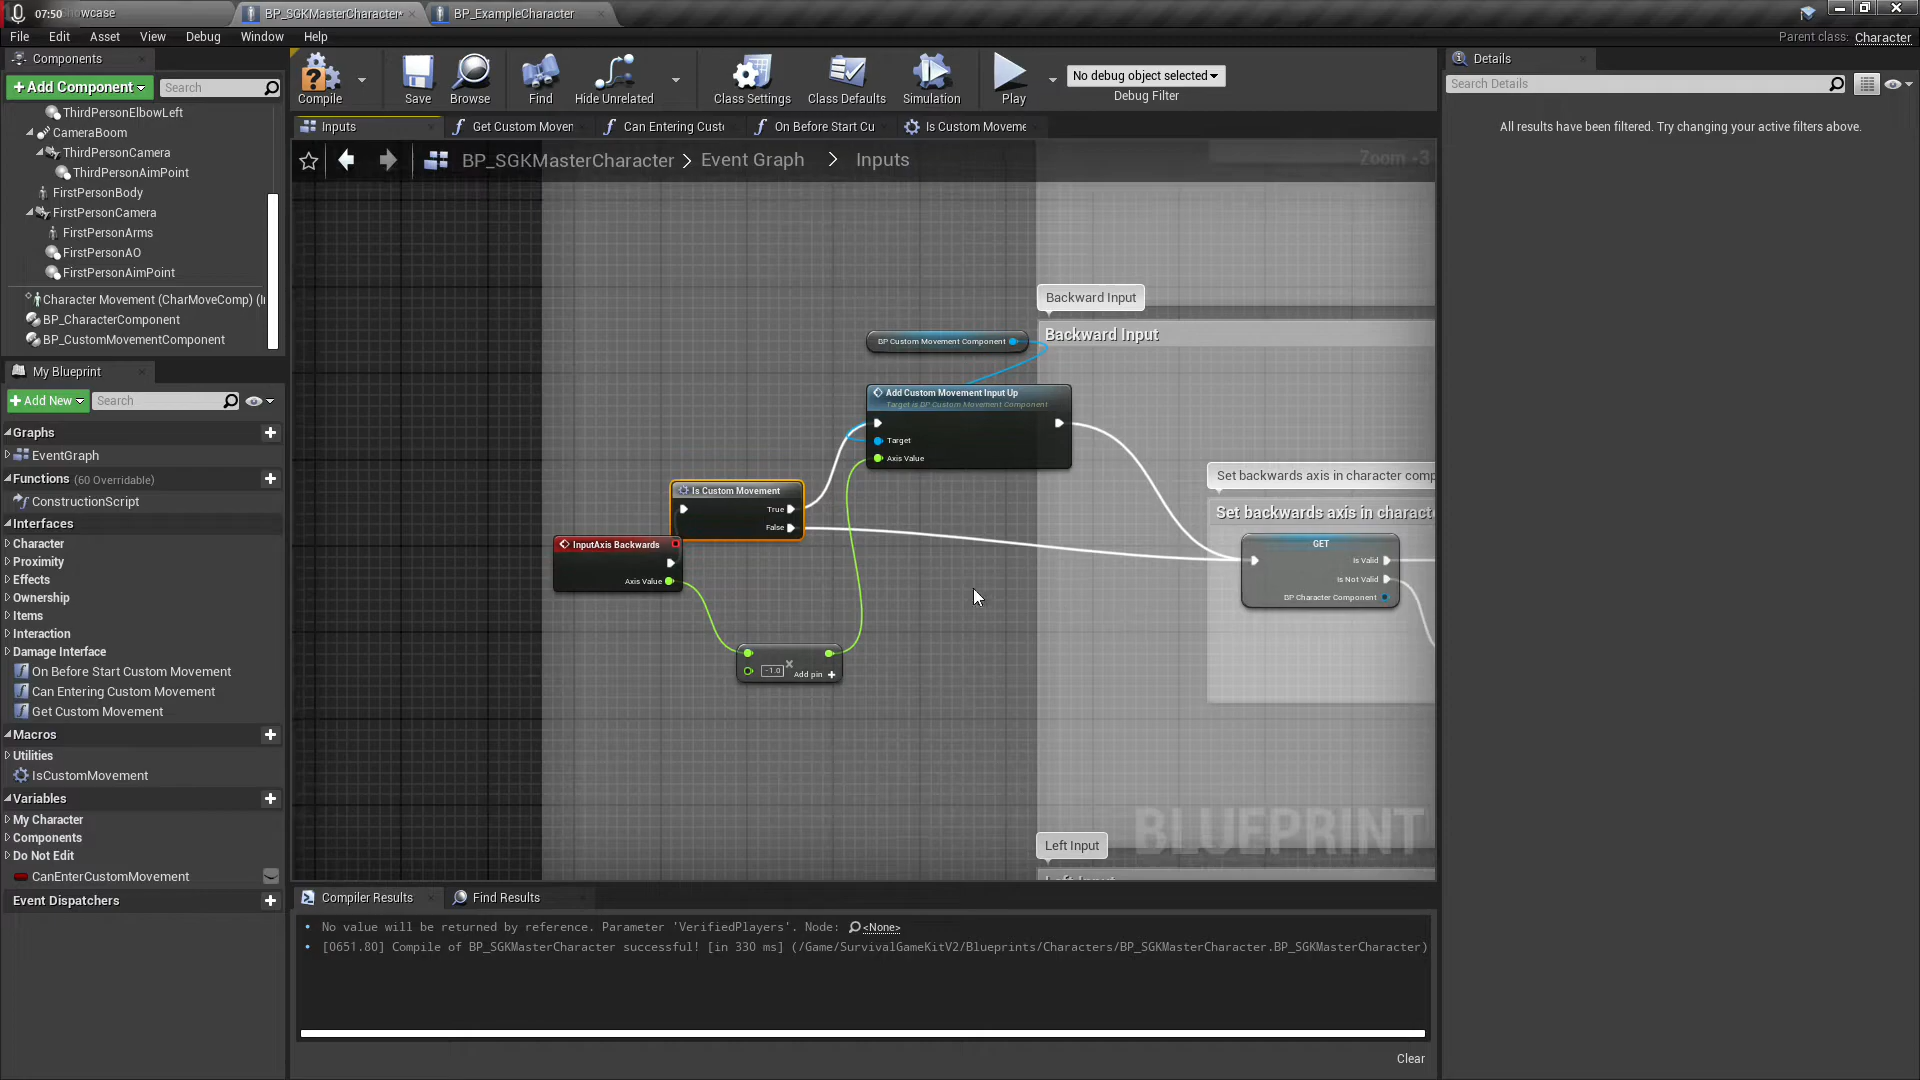 07:50
howcase
BP_SGKMasterCharacter*
BP_ExampleCharacter
File Edit Asset View Debug Window Help
Parent class: Character
Components
+Add Component
Search
ThirdPersonElbowLeft
CameraBoom
ThirdPersonCamera
ThirdPersonAimPoint
FirstPersonBody
FirstPersonCamera
FirstPersonArms
FirstPersonAO
FirstPersonAimPoint
Character Movement (CharMoveComp) (I
BP_CharacterComponent
BP_CustomMovementComponent
My Blueprint
+Add New
Search
Graphs
EventGraph
Functions (60 Overridable)
ConstructionScript
Interfaces
Character
Proximity
Effects
Ownership
Items
Interaction
Damage Interface
On Before Start Custom Movement
Can Entering Custom Movement
Get Custom Movement
Macros
Utilities
IsCustomMovement
Variables
My Character
Components
Do Not Edit
CanEnterCustomMovement
Event Dispatchers
Compile
Save
Browse
Find
Hide Unrelated
Class Settings
Class Defaults
Simulation
Play
No debug object selected
Debug Filter
Inputs
Get Custom Movem
Can Entering Custo
On Before Start Cu
Is Custom Moveme
BP_SGKMasterCharacter > Event Graph > Inputs
Zoom -3
Backward Input
Backward Input
BP Custom Movement Component
Add Custom Movement Input Up
Target is BP Custom Movement Component
Target
Axis Value
Is Custom Movement
True
False
InputAxis Backwards
Axis Value
-1.0
Add pin +
Set backwards axis in character comp
Set backwards axis in characte
GET
Is Valid
Is Not Valid
BP Character Component
BLUEPRINT
Left Input
Left Input
Compiler Results
Find Results
No value will be returned by reference. Parameter 'VerifiedPlayers'. Node: <None>
[0651.80] Compile of BP_SGKMasterCharacter successful! [in 330 ms] (/Game/SurvivalGameKitV2/Blueprints/Characters/BP_SGKMasterCharacter.BP_SGKMasterCharacter)
Clear
Details
Search Details
All results have been filtered. Try changing your active filters above.